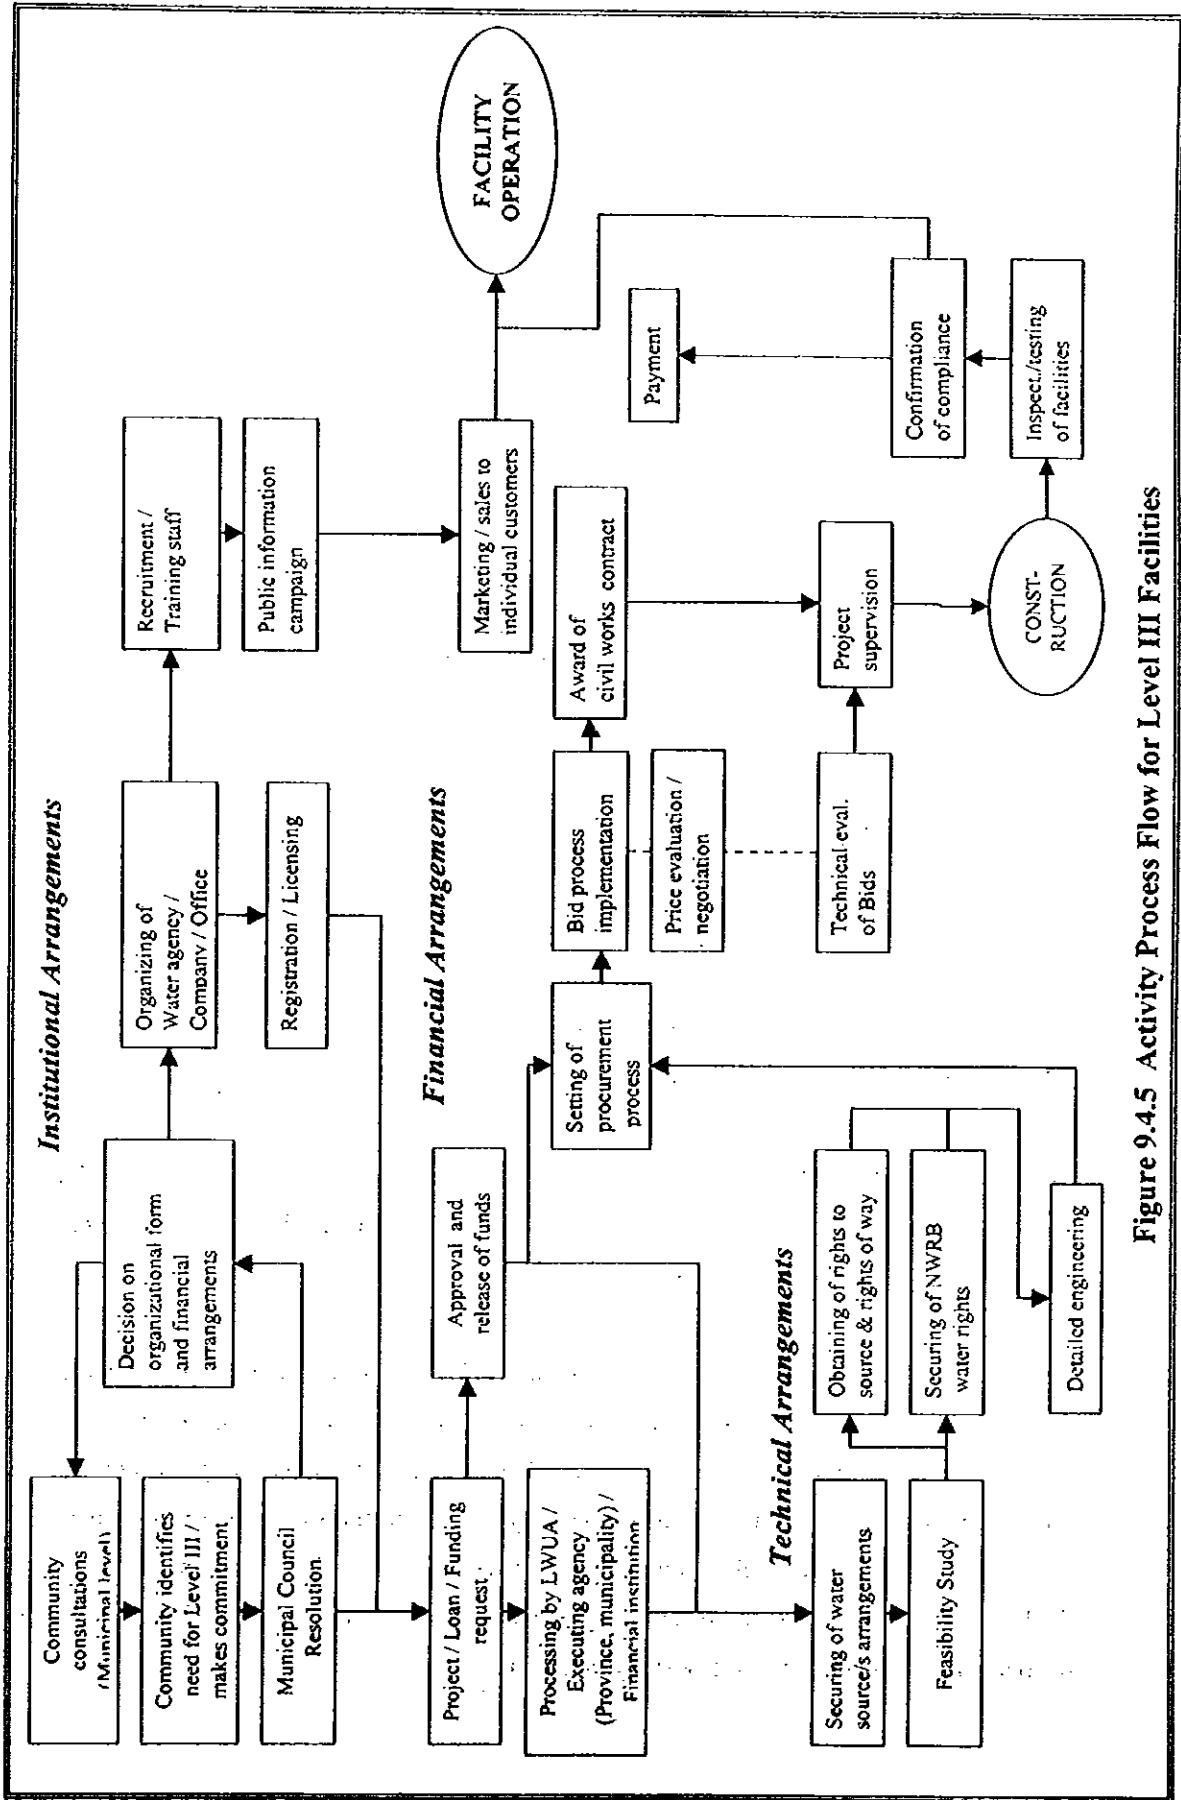 Institutional Arrangements
Community
consultations
(Municipal level)
Community identifies
need for Level III /
makes commitment
Municipal Council
Resolution
Decision on
organizational form
and financial
arrangements
Organizing of
Water agency /
Company / Office
Registration / Licensing
Recruitment /
Training staff
Public information
campaign
Marketing / sales to
individual customers
FACILITY
OPERATION
Financial Arrangements
Project / Loan / Funding
request
Processing by LWUA /
Executing agency
(Province, municipality) /
Financial institution
Approval and
release of funds
Setting of
procurement
process
Bid process
implementation
Price evaluation /
negotiation
Award of
civil works contract
Payment
Technical Arrangements
Securing of water
source/s arrangements
Feasibility Study
Obtaining of rights to
source & rights of way
Securing of NWRB
water rights
Detailed engineering
Technical eval.
of Bids
Project
supervision
CONST-
RUCTION
Inspect./testing
of facilities
Confirmation
of compliance
Figure 9.4.5 Activity Process Flow for Level III Facilities